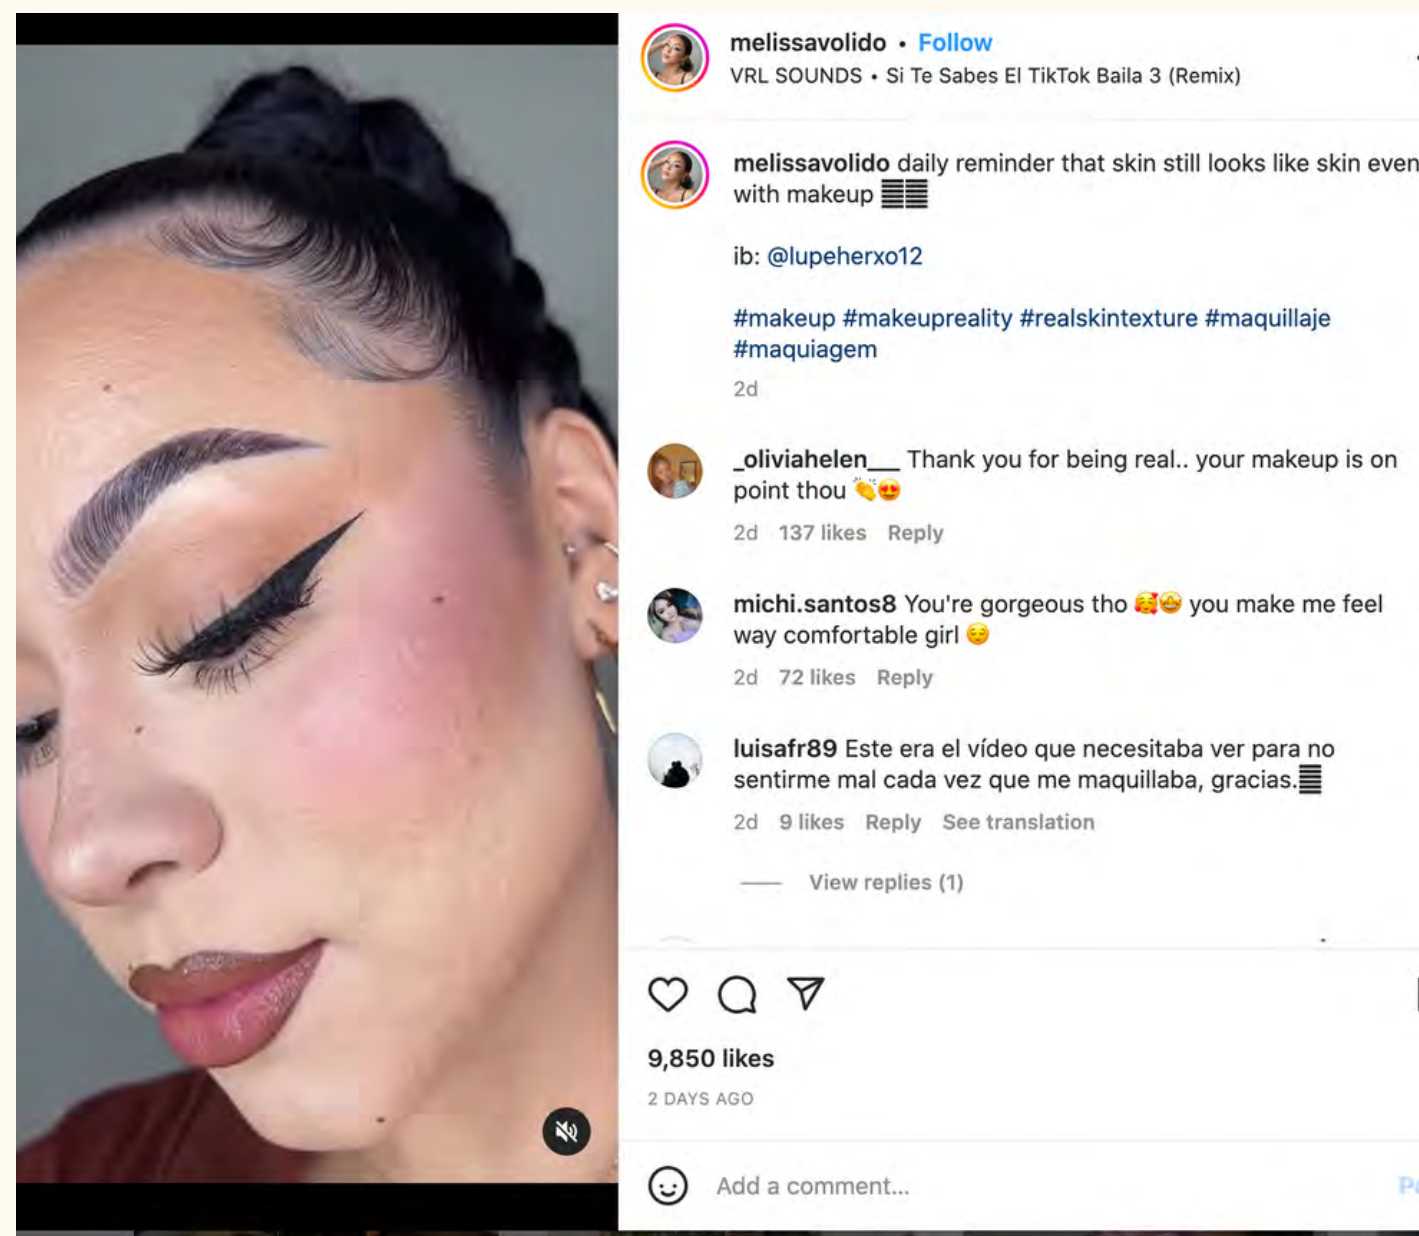 melissavolido • Follow
VRL SOUNDS • Si Te Sabes El TikTok Baila 3 (Remix)
melissavolido daily reminder that skin still looks like skin even
with makeup
ib: @lupeherxo12
#makeup #makeupreality #realskintexture #maquillaje
#maquiagem
2d
_oliviahelen__ Thank you for being real.. your makeup is on
point thou 👏😍
2d 137 likes Reply
michi.santos8 You're gorgeous tho 🥰🤩 you make me feel
way comfortable girl 😌
2d 72 likes Reply
luisafr89 Este era el vídeo que necesitaba ver para no
sentirme mal cada vez que me maquillaba, gracias.
2d 9 likes Reply See translation
View replies (1)
9,850 likes
2 DAYS AGO
Add a comment...